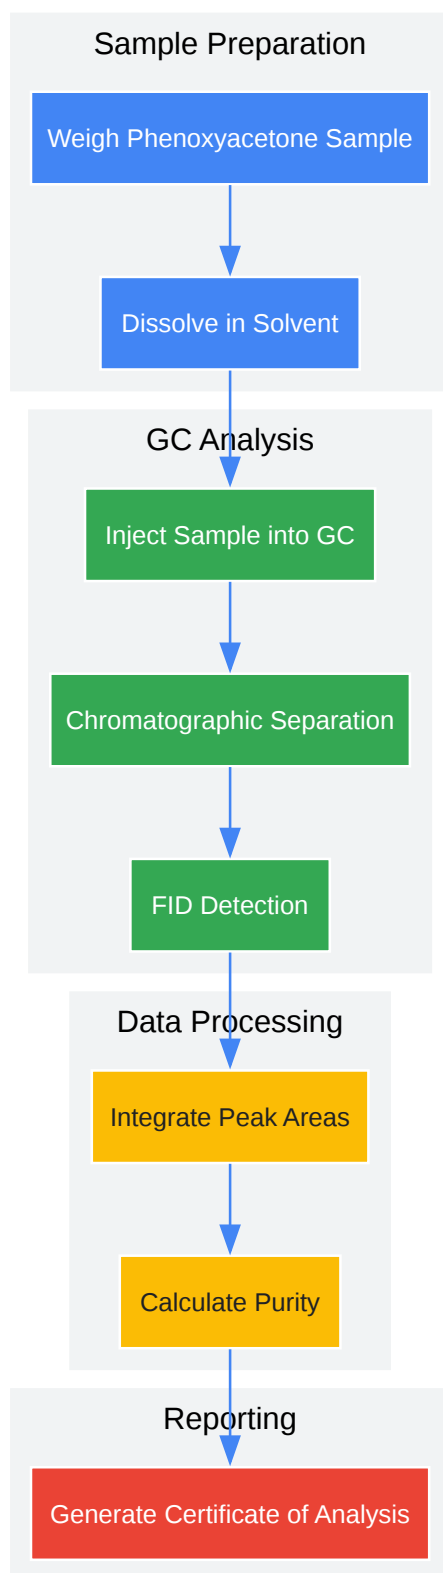 Sample Preparation
Weigh Phenoxyacetone Sample
Dissolve in Solvent
GC Analysis
Inject Sample into GC
Chromatographic Separation
FID Detection
Data Processing
Integrate Peak Areas
Calculate Purity
Reporting
Generate Certificate of Analysis